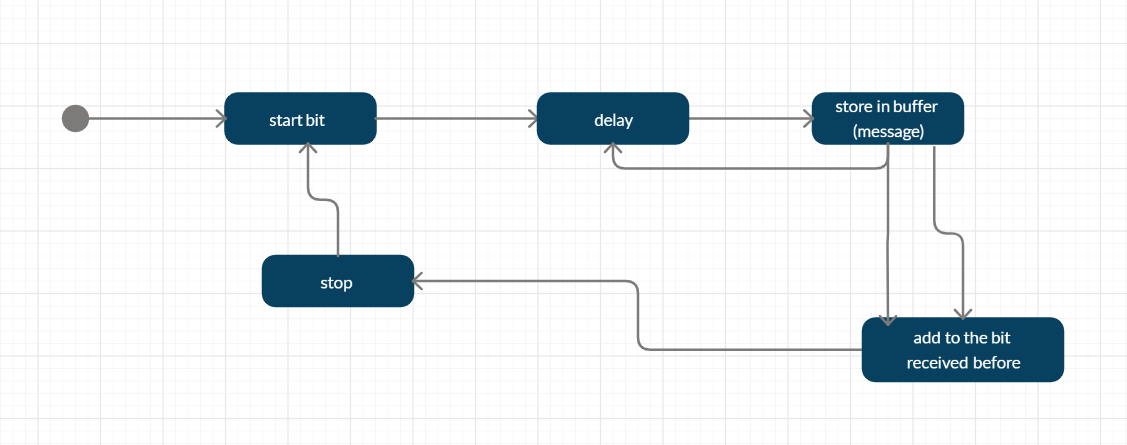 start bit
delay
store in buffer
(message)
stop
add to the bit
received before